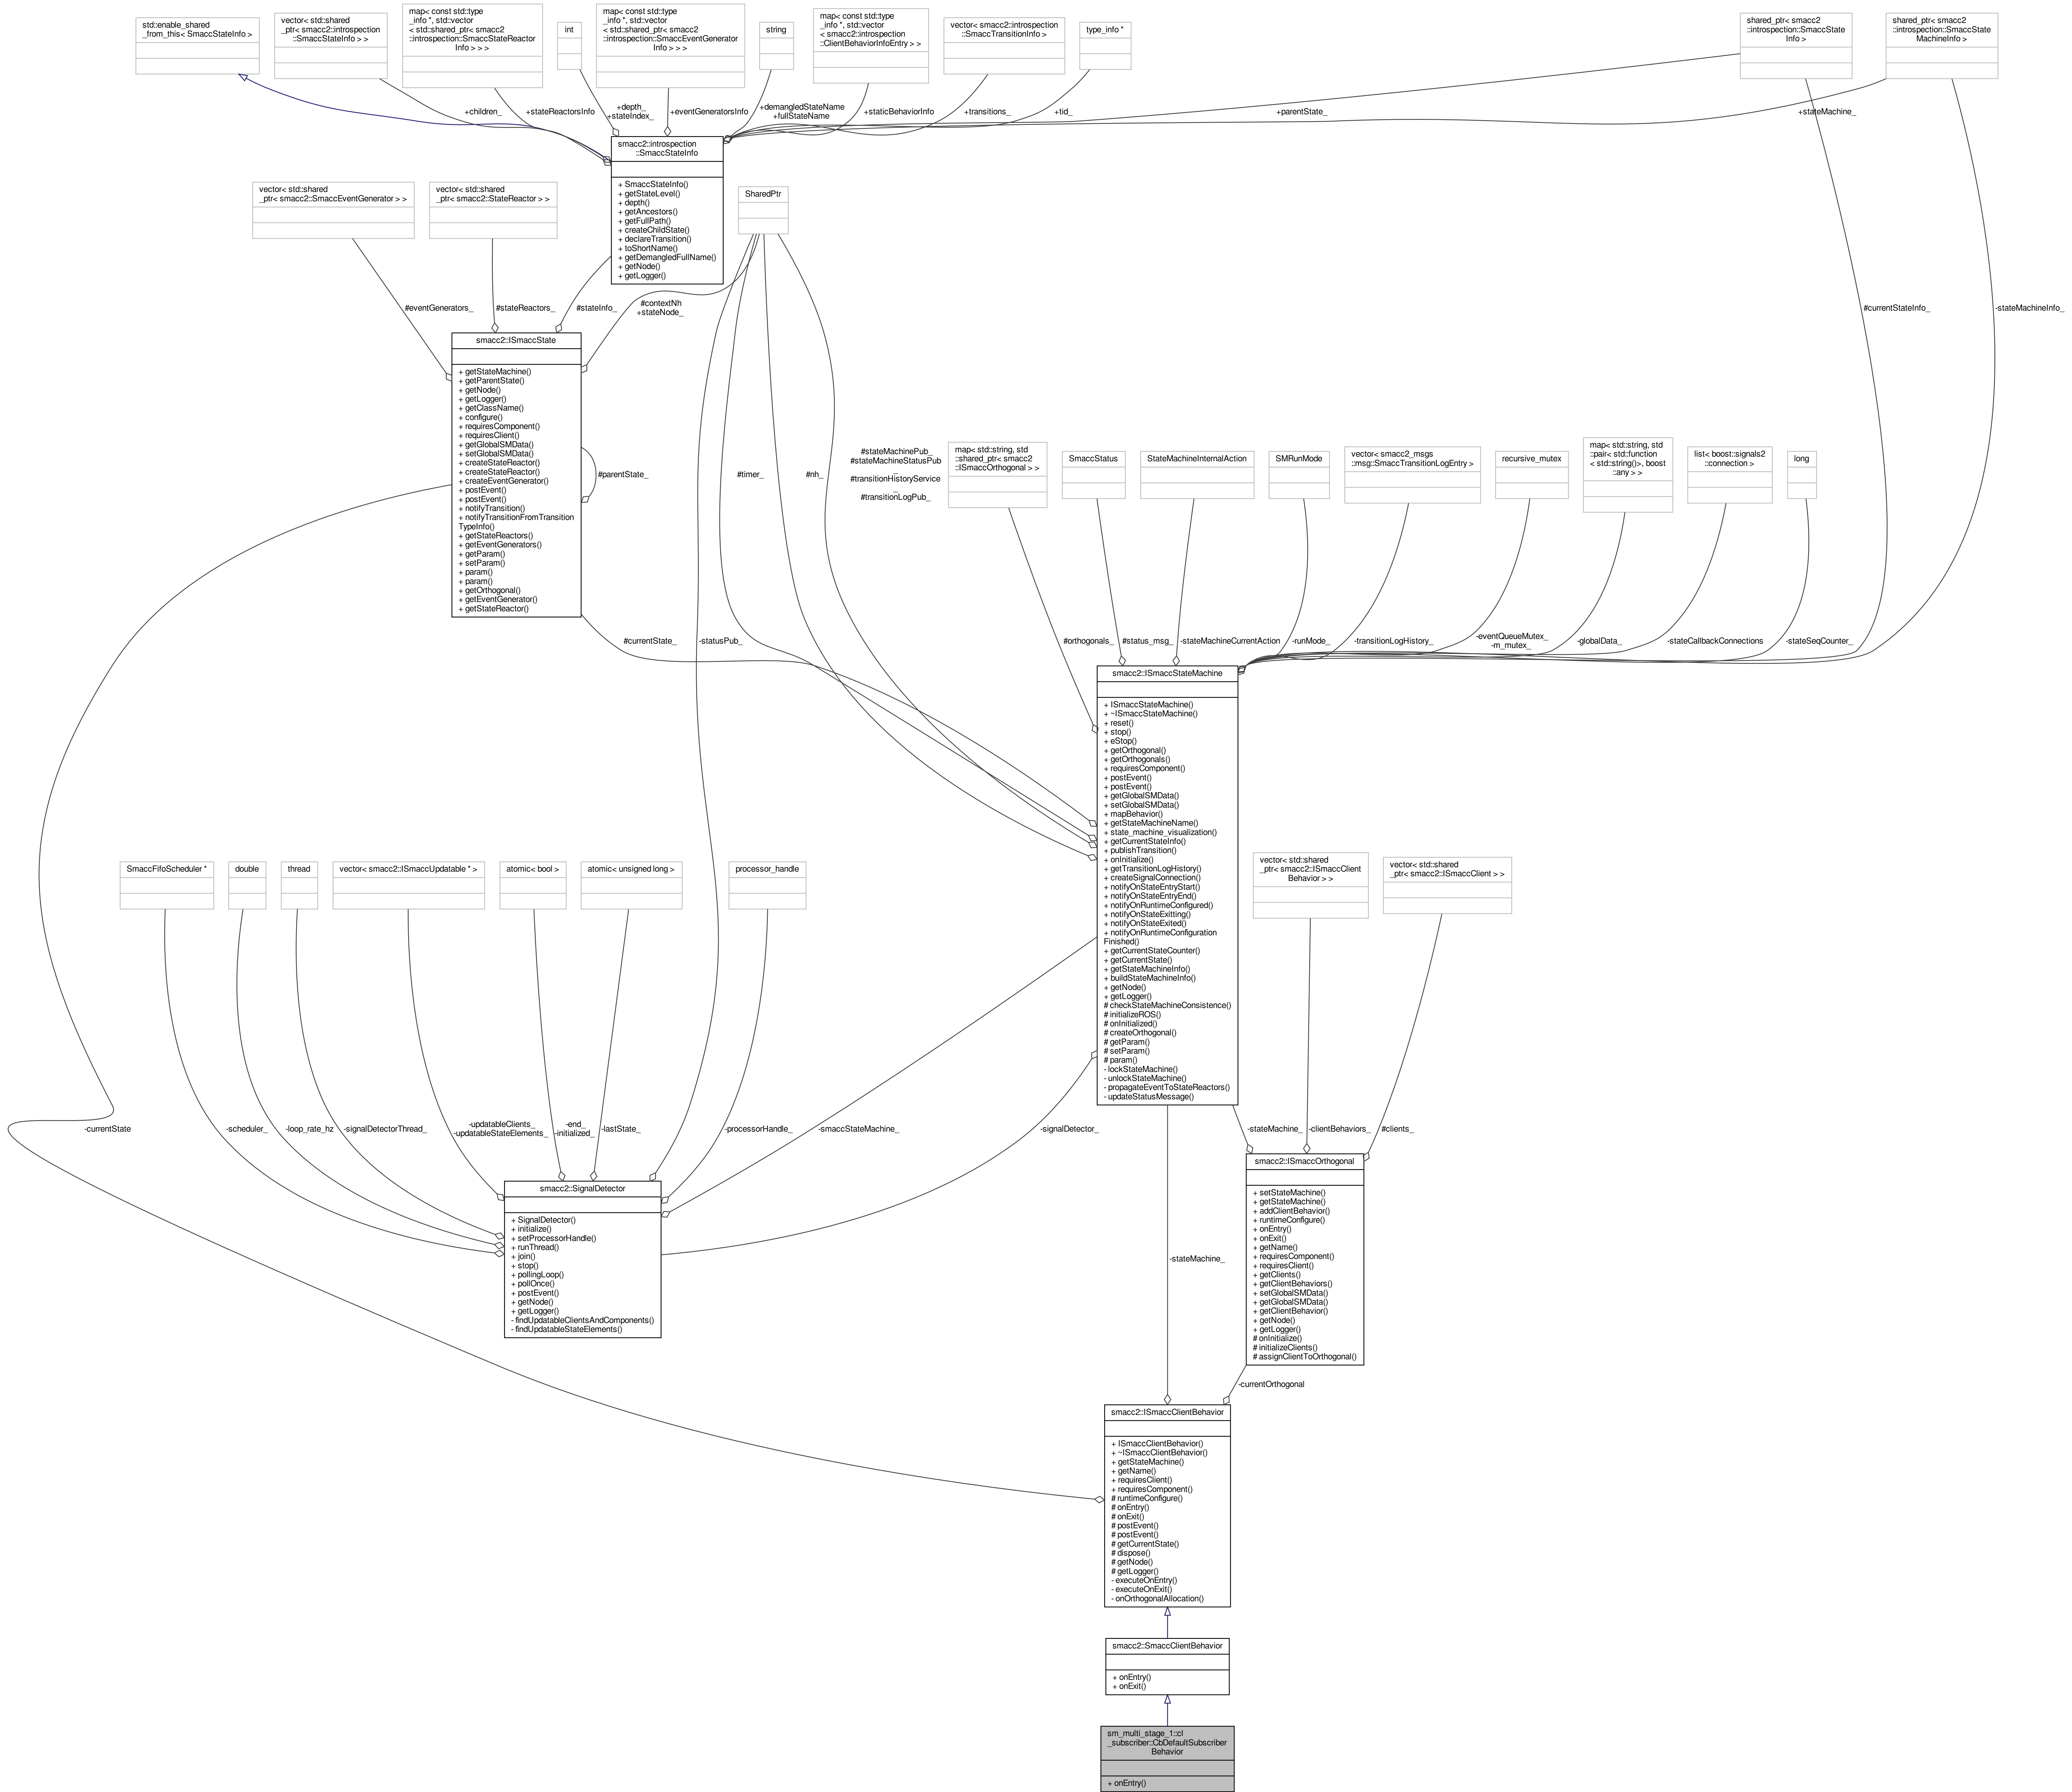 std::enable_shared
_from_this< SmaccStateInfo >
vector< std::shared
_ptr< smacc2::introspection
::SmaccStateInfo > >
map< const std::type
_info *, std::vector
< std::shared_ptr< smacc2
::introspection::SmaccStateReactor
Info > > >
int
map< const std::type
_info *, std::vector
< std::shared_ptr< smacc2
::introspection::SmaccEventGenerator
Info > > >
string
map< const std::type
_info *, std::vector
< smacc2::introspection
::ClientBehaviorInfoEntry > >
vector< smacc2::introspection
::SmaccTransitionInfo >
type_info *
shared_ptr< smacc2
::introspection::SmaccState
Info >
shared_ptr< smacc2
::introspection::SmaccState
MachineInfo >
+children_
+stateReactorsInfo
+depth_
+stateIndex_
+eventGeneratorsInfo
+demangledStateName
+fullStateName
+staticBehaviorInfo
+transitions_
+tid_
+parentState_
+stateMachine_
smacc2::introspection
::SmaccStateInfo
+ SmaccStateInfo()
+ getStateLevel()
+ depth()
+ getAncestors()
+ getFullPath()
+ createChildState()
+ declareTransition()
+ toShortName()
+ getDemangledFullName()
+ getNode()
+ getLogger()
vector< std::shared
_ptr< smacc2::SmaccEventGenerator > >
vector< std::shared
_ptr< smacc2::StateReactor > >
SharedPtr
#eventGenerators_
#stateReactors_
#stateInfo_
#contextNh
+stateNode_
#currentStateInfo_
-stateMachineInfo_
smacc2::ISmaccState
+ getStateMachine()
+ getParentState()
+ getNode()
+ getLogger()
+ getClassName()
+ configure()
+ requiresComponent()
+ requiresClient()
+ getGlobalSMData()
+ setGlobalSMData()
+ createStateReactor()
+ createStateReactor()
+ createEventGenerator()
+ postEvent()
+ postEvent()
+ notifyTransition()
+ notifyTransitionFromTransition
TypeInfo()
+ getStateReactors()
+ getEventGenerators()
+ getParam()
+ setParam()
+ param()
+ param()
+ getOrthogonal()
+ getEventGenerator()
+ getStateReactor()
#parentState_
#timer_
#nh_
#stateMachinePub_
#stateMachineStatusPub
_
#transitionHistoryService
_
#transitionLogPub_
map< std::string, std
::shared_ptr< smacc2
::ISmaccOrthogonal > >
SmaccStatus
StateMachineInternalAction
SMRunMode
vector< smacc2_msgs
::msg::SmaccTransitionLogEntry >
recursive_mutex
map< std::string, std
::pair< std::function
< std::string()>, boost
::any > >
list< boost::signals2
::connection >
long
#currentState_
-statusPub_
#orthogonals_
#status_msg_
-stateMachineCurrentAction
-runMode_
-transitionLogHistory_
-eventQueueMutex_
-m_mutex_
-globalData_
-stateCallbackConnections
-stateSeqCounter_
smacc2::ISmaccStateMachine
+ ISmaccStateMachine()
+ ~ISmaccStateMachine()
+ reset()
+ stop()
+ eStop()
+ getOrthogonal()
+ getOrthogonals()
+ requiresComponent()
+ postEvent()
+ postEvent()
+ getGlobalSMData()
+ setGlobalSMData()
+ mapBehavior()
+ getStateMachineName()
+ state_machine_visualization()
+ getCurrentStateInfo()
+ publishTransition()
+ onInitialize()
+ getTransitionLogHistory()
+ createSignalConnection()
+ notifyOnStateEntryStart()
+ notifyOnStateEntryEnd()
+ notifyOnRuntimeConfigured()
+ notifyOnStateExitting()
+ notifyOnStateExited()
+ notifyOnRuntimeConfiguration
Finished()
+ getCurrentStateCounter()
+ getCurrentState()
+ getStateMachineInfo()
+ buildStateMachineInfo()
+ getNode()
+ getLogger()
# checkStateMachineConsistence()
# initializeROS()
# onInitialized()
# createOrthogonal()
# getParam()
# setParam()
# param()
- lockStateMachine()
- unlockStateMachine()
- propagateEventToStateReactors()
- updateStatusMessage()
SmaccFifoScheduler *
double
thread
vector< smacc2::ISmaccUpdatable * >
atomic< bool >
atomic< unsigned long >
processor_handle
vector< std::shared
_ptr< smacc2::ISmaccClient
Behavior > >
vector< std::shared
_ptr< smacc2::ISmaccClient > >
-currentState
-scheduler_
-loop_rate_hz
-signalDetectorThread_
-updatableClients_
-updatableStateElements_
-end_
-initialized_
-lastState_
-processorHandle_
-smaccStateMachine_
-signalDetector_
-stateMachine_
-clientBehaviors_
#clients_
smacc2::SignalDetector
+ SignalDetector()
+ initialize()
+ setProcessorHandle()
+ runThread()
+ join()
+ stop()
+ pollingLoop()
+ pollOnce()
+ postEvent()
+ getNode()
+ getLogger()
- findUpdatableClientsAndComponents()
- findUpdatableStateElements()
smacc2::ISmaccOrthogonal
+ setStateMachine()
+ getStateMachine()
+ addClientBehavior()
+ runtimeConfigure()
+ onEntry()
+ onExit()
+ getName()
+ requiresComponent()
+ requiresClient()
+ getClients()
+ getClientBehaviors()
+ setGlobalSMData()
+ getGlobalSMData()
+ getClientBehavior()
+ getNode()
+ getLogger()
# onInitialize()
# initializeClients()
# assignClientToOrthogonal()
-stateMachine_
-currentOrthogonal
smacc2::ISmaccClientBehavior
+ ISmaccClientBehavior()
+ ~ISmaccClientBehavior()
+ getStateMachine()
+ getName()
+ requiresClient()
+ requiresComponent()
# runtimeConfigure()
# onEntry()
# onExit()
# postEvent()
# postEvent()
# getCurrentState()
# dispose()
# getNode()
# getLogger()
- executeOnEntry()
- executeOnExit()
- onOrthogonalAllocation()
smacc2::SmaccClientBehavior
+ onEntry()
+ onExit()
sm_multi_stage_1::cl
_subscriber::CbDefaultSubscriber
Behavior
+ onEntry()